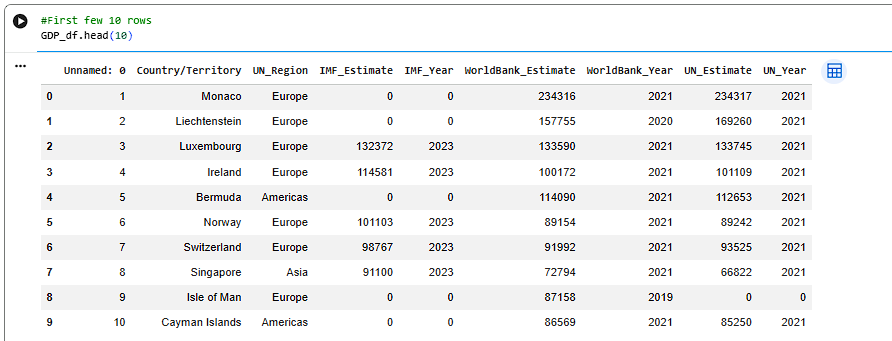 #First few 10 rows
GDP_df.head(10)
Unnamed: 0 Country/Territory UN_Region IMF_Estimate IMF_Year WorldBank_Estimate WorldBank_Year UN_Estimate UN_Year
0 1 Monaco Europe 0 0 234316 2021 234317 2021
1 2 Liechtenstein Europe 0 0 157755 2020 169260 2021
2 3 Luxembourg Europe 132372 2023 133590 2021 133745 2021
3 4 Ireland Europe 114581 2023 100172 2021 101109 2021
4 5 Bermuda Americas 0 0 114090 2021 112653 2021
5 6 Norway Europe 101103 2023 89154 2021 89242 2021
6 7 Switzerland Europe 98767 2023 91992 2021 93525 2021
7 8 Singapore Asia 91100 2023 72794 2021 66822 2021
8 9 Isle of Man Europe 0 0 87158 2019 0 0
9 10 Cayman Islands Americas 0 0 86569 2021 85250 2021